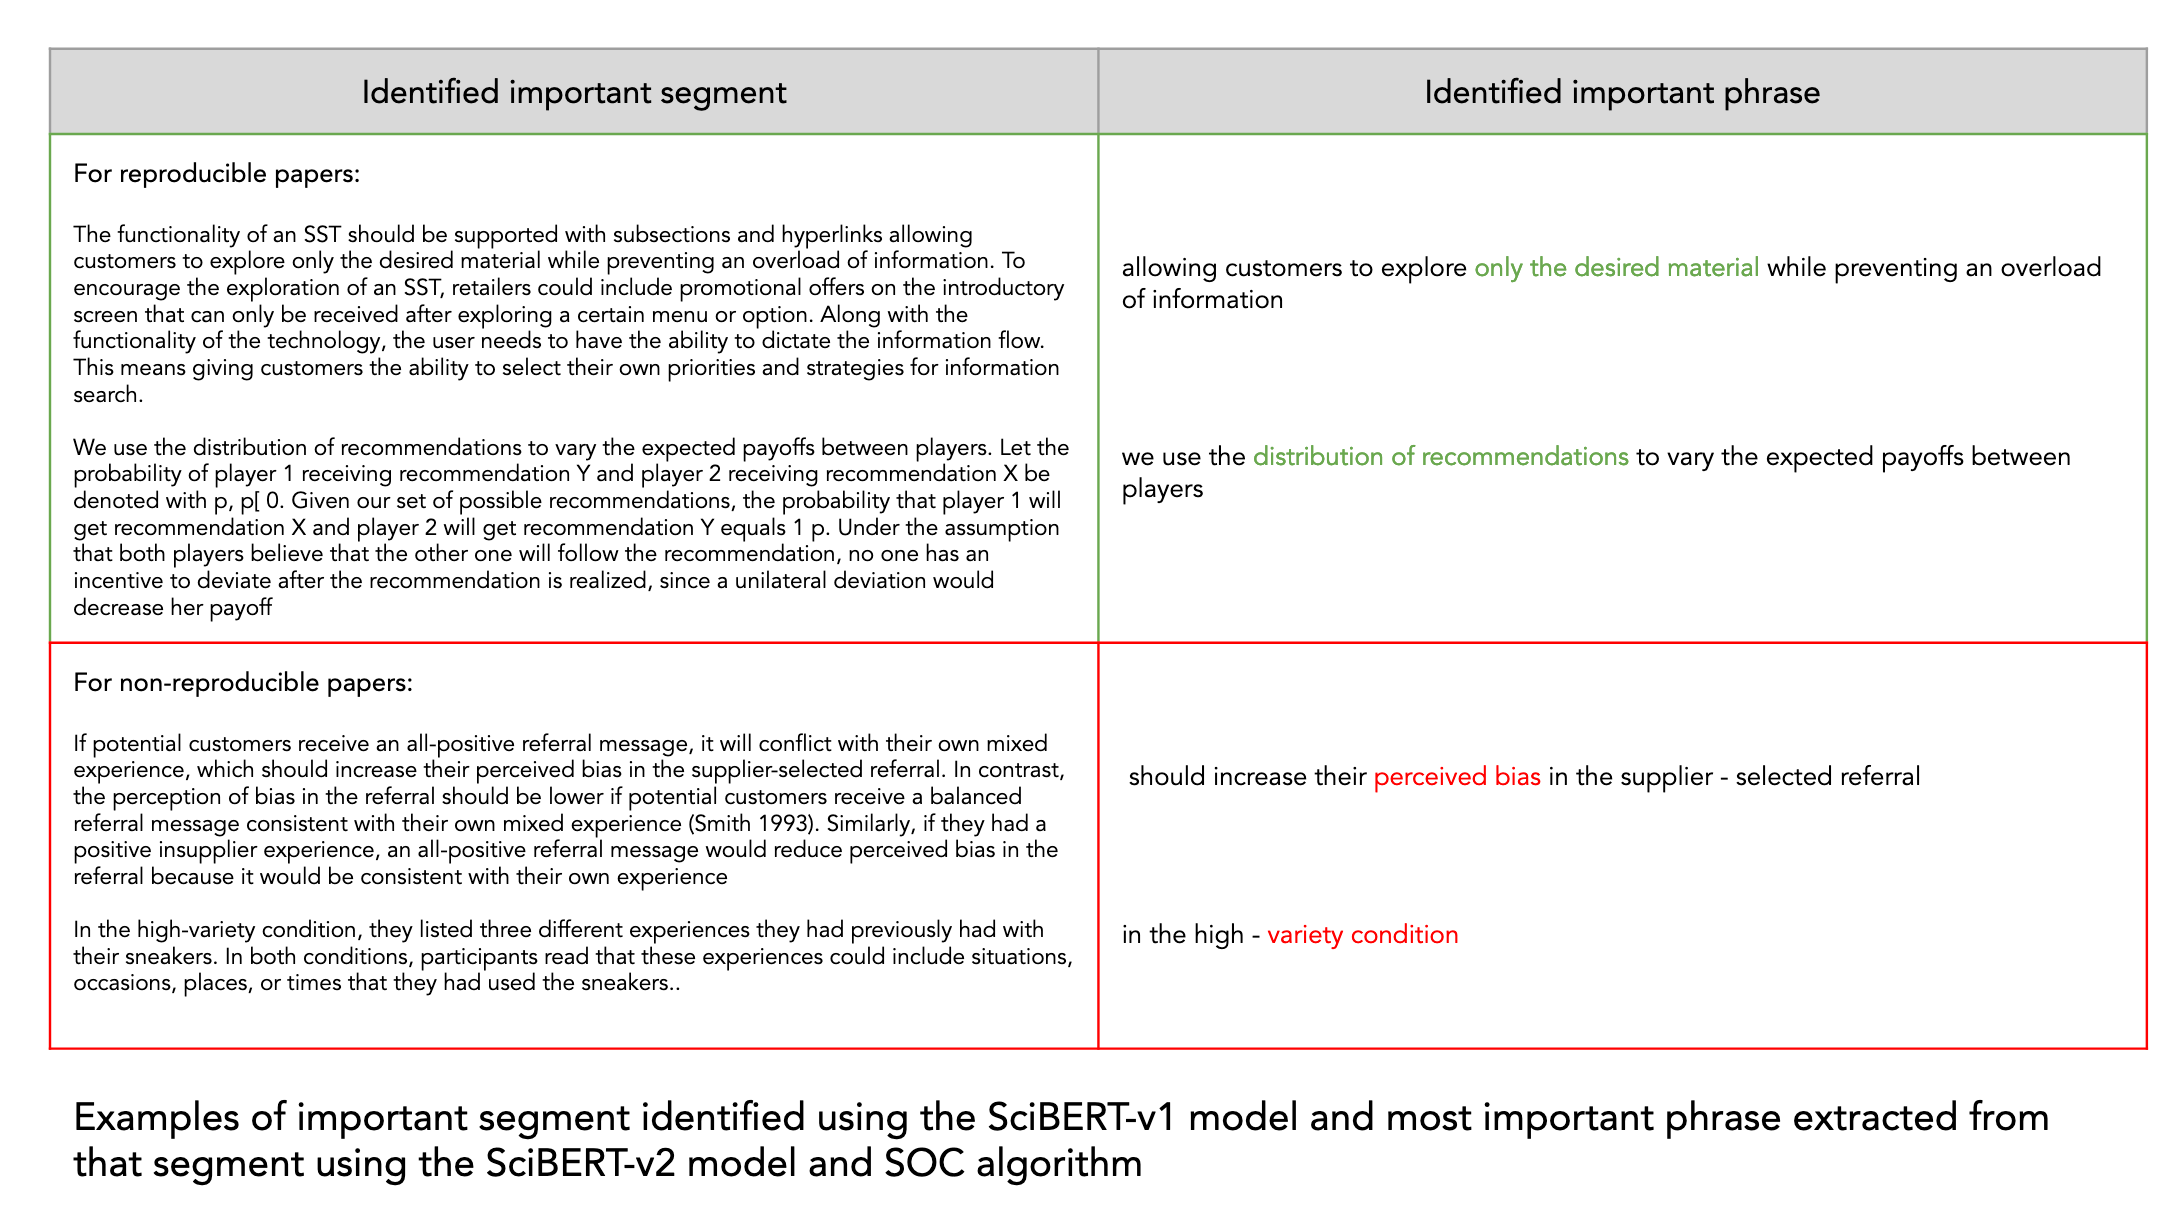 Identified important segment
Identified important phrase
For reproducible papers:
The functionality of an SST should be supported with subsections and hyperlinks allowing
customers to explore only the desired material while preventing an overload of information. To
encourage the exploration of an SST, retailers could include promotional offers on the introductory
screen that can only be received after exploring a certain menu or option. Along with the
functionality of the technology, the user needs to have the ability to dictate the information flow.
This means giving customers the ability to select their own priorities and strategies for information
search.
allowing customers to explore only the desired material while preventing an overload
of information
We use the distribution of recommendations to vary the expected payoffs between players. Let the
probability of player 1 receiving recommendation Y and player 2 receiving recommendation X be
denoted with p, p[ 0. Given our set of possible recommendations, the probability that player 1 will
get recommendation X and player 2 will get recommendation Y equals 1 p. Under the assumption
that both players believe that the other one will follow the recommendation, no one has an
incentive to deviate after the recommendation is realized, since a unilateral deviation would
decrease her payoff
we use the distribution of recommendations to vary the expected payoffs between
players
For non-reproducible papers:
If potential customers receive an all-positive referral message, it will conflict with their own mixed
experience, which should increase their perceived bias in the supplier-selected referral. In contrast,
the perception of bias in the referral should be lower if potential customers receive a balanced
referral message consistent with their own mixed experience (Smith 1993). Similarly, if they had a
positive insupplier experience, an all-positive referral message would reduce perceived bias in the
referral because it would be consistent with their own experience
should increase their perceived bias in the supplier - selected referral
In the high-variety condition, they listed three different experiences they had previously had with
their sneakers. In both conditions, participants read that these experiences could include situations,
occasions, places, or times that they had used the sneakers..
in the high - variety condition
Examples of important segment identified using the SciBERT-v1 model and most important phrase extracted from
that segment using the SciBERT-v2 model and SOC algorithm